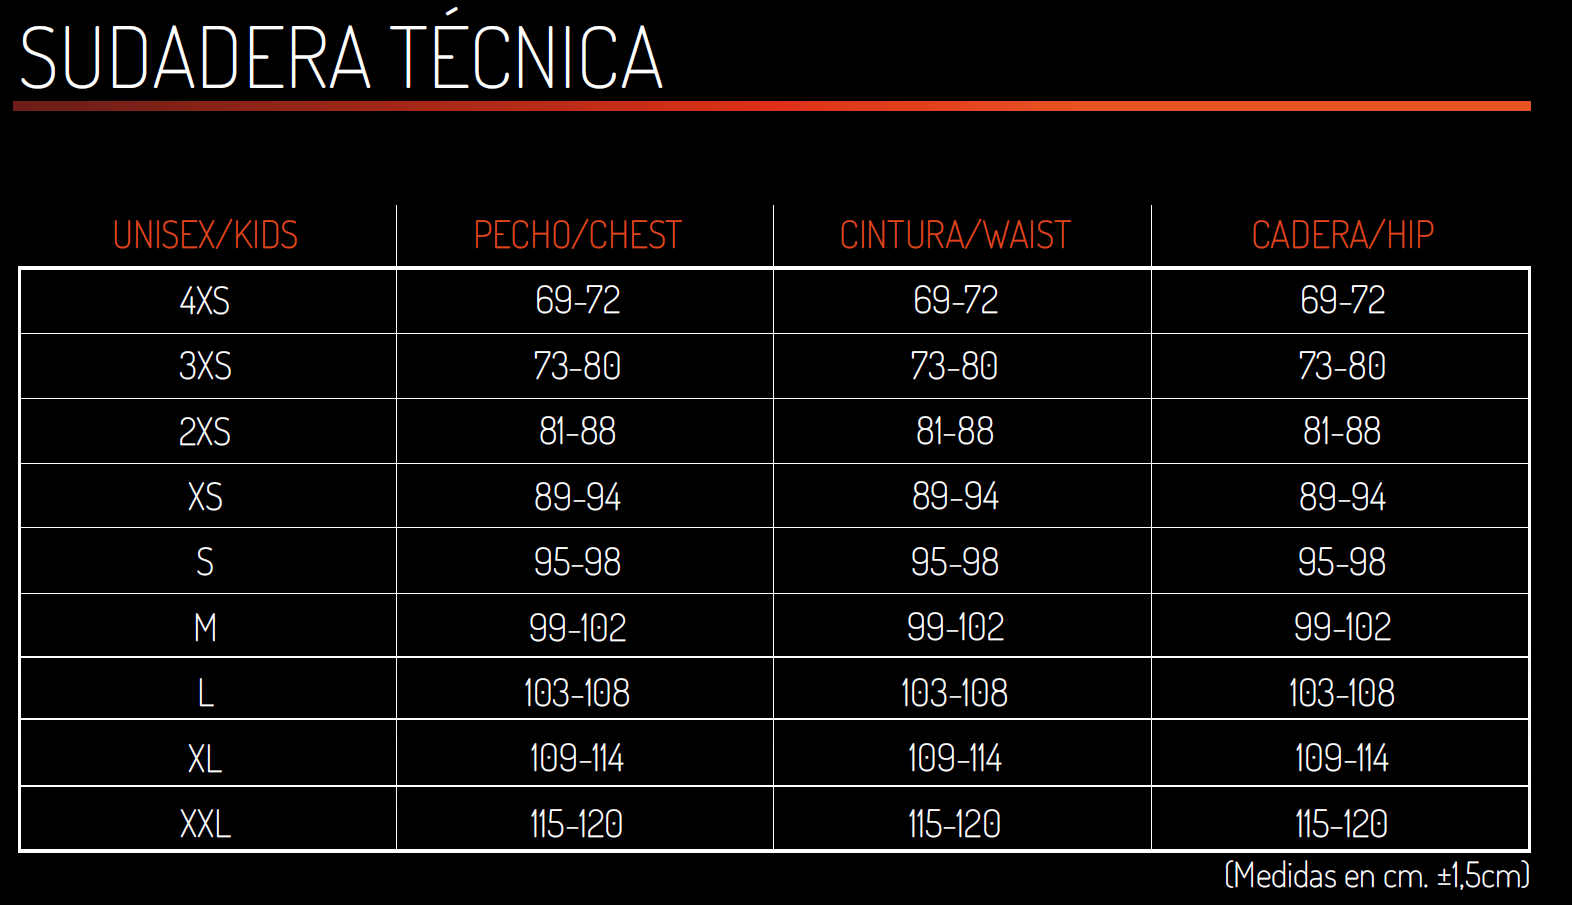 SUDADERA TÉCNICA
UNISEX/KIDS PECHO/CHEST CINTURA/WAIST CADERA/HIP
4XS 69-72 69-72 69-72
3XS 73-80 73-80 73-80
2XS 81-88 81-88 81-88
XS 89-94 89-94 89-94
S 95-98 95-98 95-98
M 99-102 99-102 99-102
L 103-108 103-108 103-108
XL 109-114 109-114 109-114
XXL 115-120 115-120 115-120
(Medidas en cm. ±1,5cm)